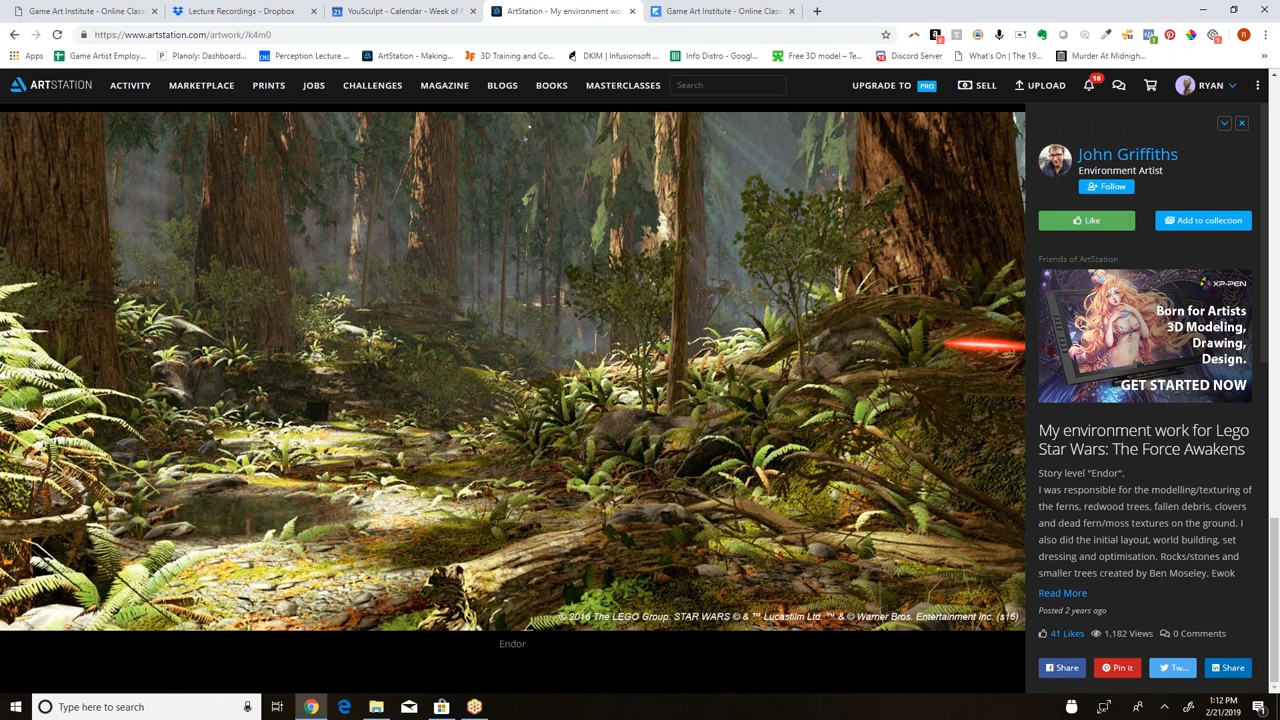 Game Art Institute - Online Class
Lecture Recordings - Dropbox
21
YouSculpt - Calendar - Week of F
ArtStation - My environment wo
Game Art Institute - Online Class
https://www.artstation.com/artwork/Jk4m0
Apps
Game Artist Employ...
Planoly: Dashboard...
Perception Lecture ...
ArtStation - Making...
3D Training and Co...
DKIM | Infusionsoft ...
Info Distro - Googl...
Free 3D model – Te...
Discord Server
What's On | The 19...
Murder At Midnigh...
ARTSTATION
ACTIVITY
MARKETPLACE
PRINTS
JOBS
CHALLENGES
MAGAZINE
BLOGS
BOOKS
MASTERCLASSES
Search
UPGRADE TO PRO
SELL
UPLOAD
16
RYAN
John Griffiths
Environment Artist
Follow
Like
Add to collection
Friends of ArtStation
XP-PEN
Born for Artists
3D Modeling,
Drawing,
Design.
GET STARTED NOW
My environment work for Lego
Star Wars: The Force Awakens
Story level "Endor".
I was responsible for the modelling/texturing of
the ferns, redwood trees, fallen debris, clovers
and dead fern/moss textures on the ground. I
also did the initial layout, world building, set
dressing and optimisation. Rocks/stones and
smaller trees created by Ben Moseley. Ewok
Read More
Posted 2 years ago
41 Likes
1,182 Views
0 Comments
Share
Pin it
Tw...
Share
© 2016 The LEGO Group. STAR WARS © & ™ Lucasfilm Ltd. ™ & © Warner Bros. Entertainment Inc. (s16)
Endor
Type here to search
1:12 PM
2/21/2019